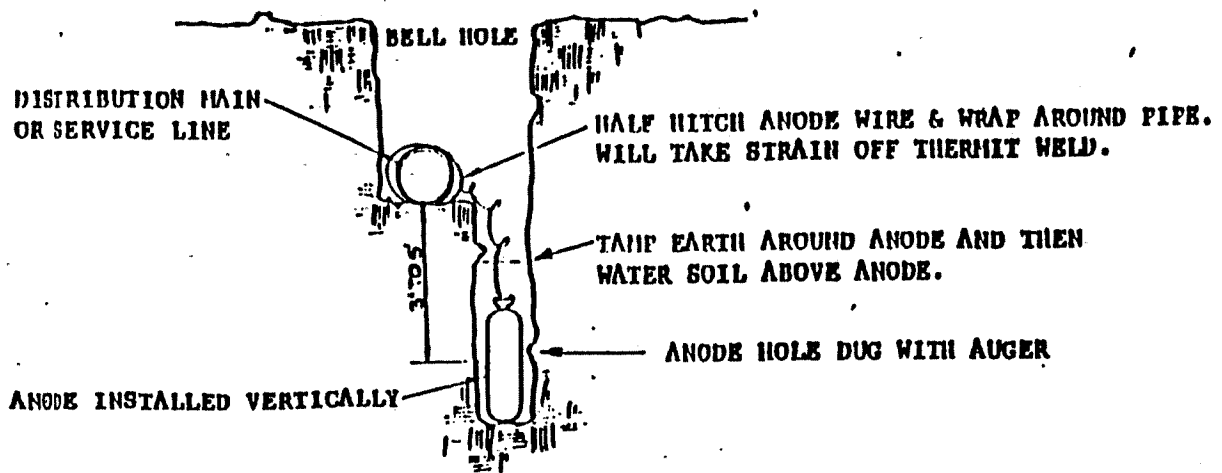 BELL HOLE
DISTRIBUTION MAIN
OR SERVICE LINE
HALF HITCH ANODE WIRE & WRAP AROUND PIPE.
WILL TAKE STRAIN OFF THERMIT WELD.
TAMP EARTH AROUND ANODE AND THEN
WATER SOIL ABOVE ANODE.
ANODE HOLE DUG WITH AUGER
ANODE INSTALLED VERTICALLY